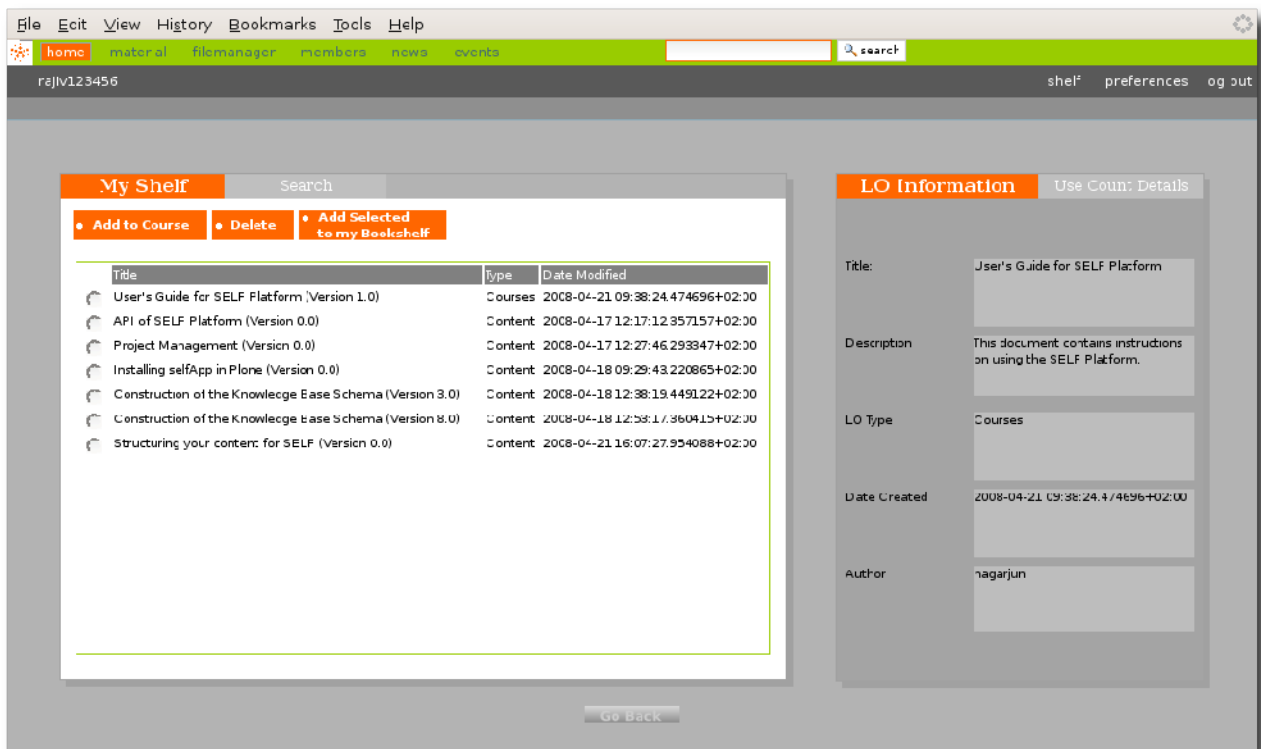 File Edit View History Bookmarks Tools Help
home material filemanager members news events search
rajiv123456 shelf preferences log out
My Shelf Search
Add to Course Delete Add Selected
to my Bookshelf
Title Type Date Modified
User's Guide for SELF Platform (Version 1.0) Courses 2008-04-21 09:38:24.474696+02:00
API of SELF Platform (Version 0.0) Content 2008-04-17 12:17:12.357157+02:00
Project Management (Version 0.0) Content 2008-04-17 12:27:46.293347+02:00
Installing selfApp in Plone (Version 0.0) Content 2008-04-18 09:29:43.220865+02:00
Construction of the Knowledge Base Schema (Version 3.0) Content 2008-04-18 12:38:19.449122+02:00
Construction of the Knowledge Base Schema (Version 8.0) Content 2008-04-18 12:53:17.360415+02:00
Structuring your content for SELF (Version 0.0) Content 2008-04-21 16:07:27.954088+02:00
LO Information Use Count Details
Title: User's Guide for SELF Platform
Description This document contains instructions
on using the SELF Platform.
LO Type Courses
Date Created 2008-04-21 09:38:24.474696+02:00
Author nagarjun
Go Back